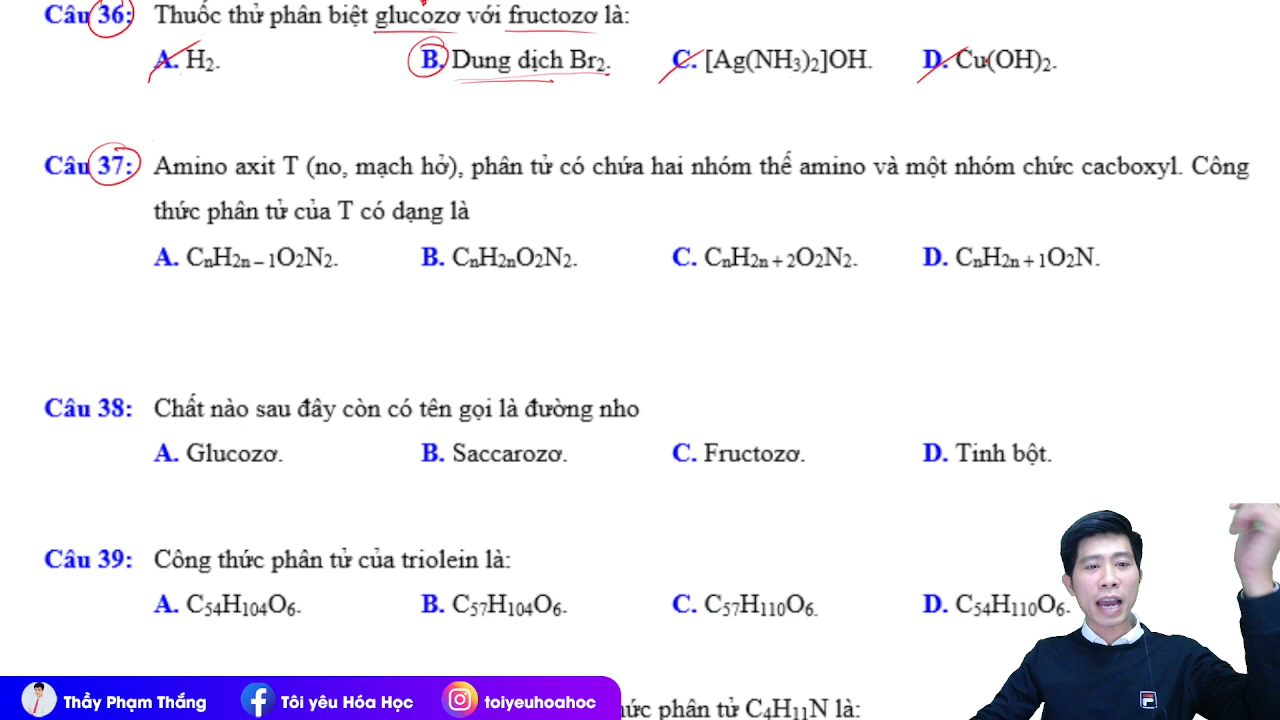 Câu 36: Thuốc thử phân biệt glucozơ với fructozơ là:
A. H2. B. Dung dịch Br2. C. [Ag(NH3)2]OH. D. Cu(OH)2.
Câu 37: Amino axit T (no, mạch hở), phân tử có chứa hai nhóm thế amino và một nhóm chức cacboxyl. Công
thức phân tử của T có dạng là
A. CnH2n – 1O2N2. B. CnH2nO2N2. C. CnH2n + 2O2N2. D. CnH2n + 1O2N.
Câu 38: Chất nào sau đây còn có tên gọi là đường nho
A. Glucozơ. B. Saccarozơ. C. Fructozơ. D. Tinh bột.
Câu 39: Công thức phân tử của triolein là:
A. C54H104O6. B. C57H104O6. C. C57H110O6. D. C54H110O6.
Thầy Phạm Thắng Tôi yêu Hóa Học toiyeuhoahoc
phân tử C4H11N là:
FILA